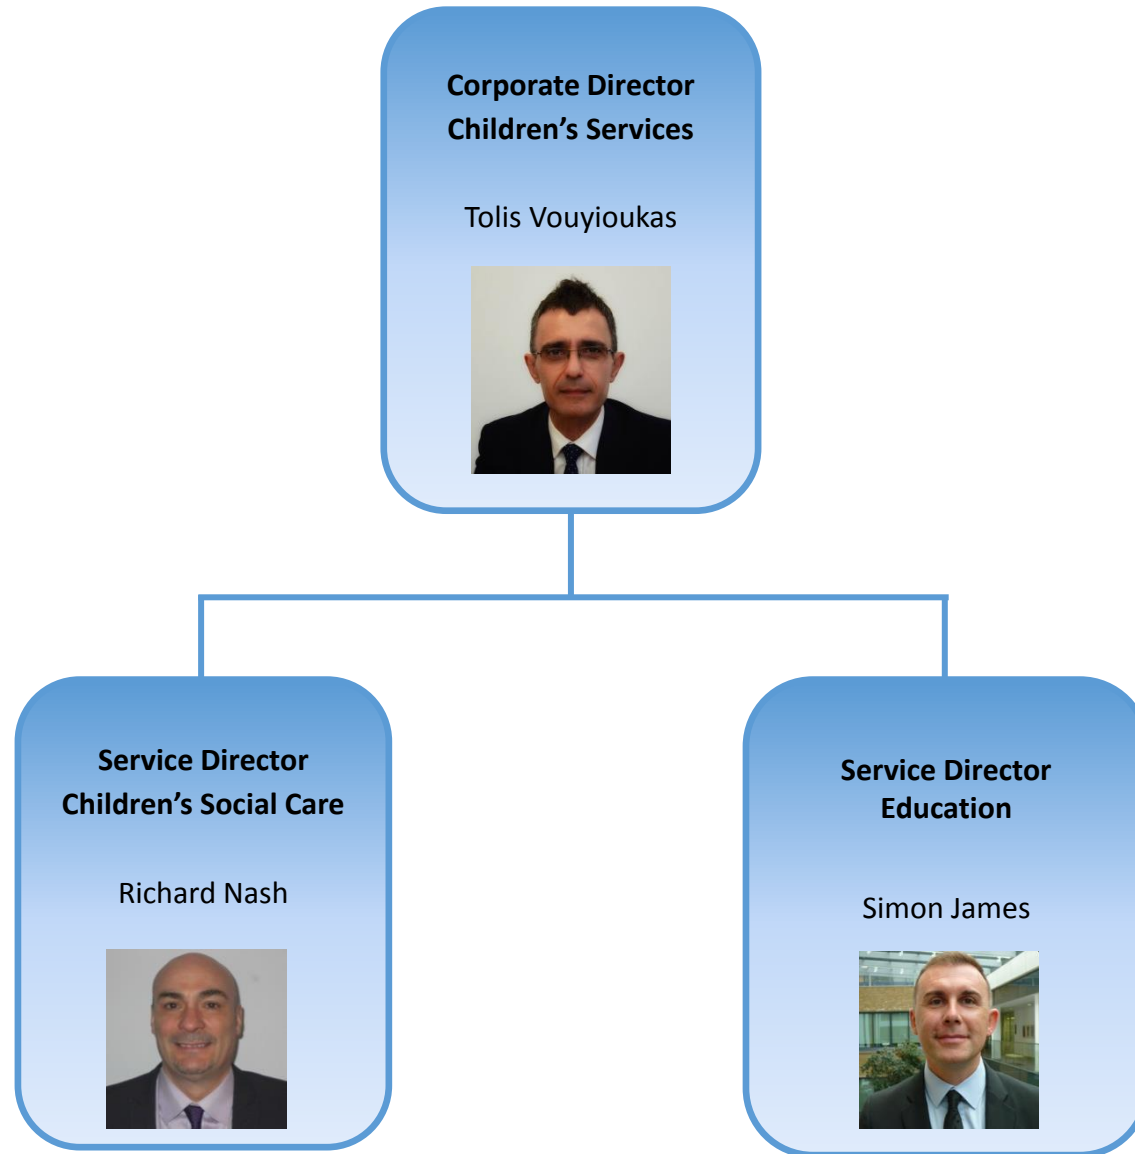 Corporate Director
Children’s Services
Tolis Vouyioukas
Service Director
Children’s Social Care
Richard Nash
Service Director
Education
Simon James